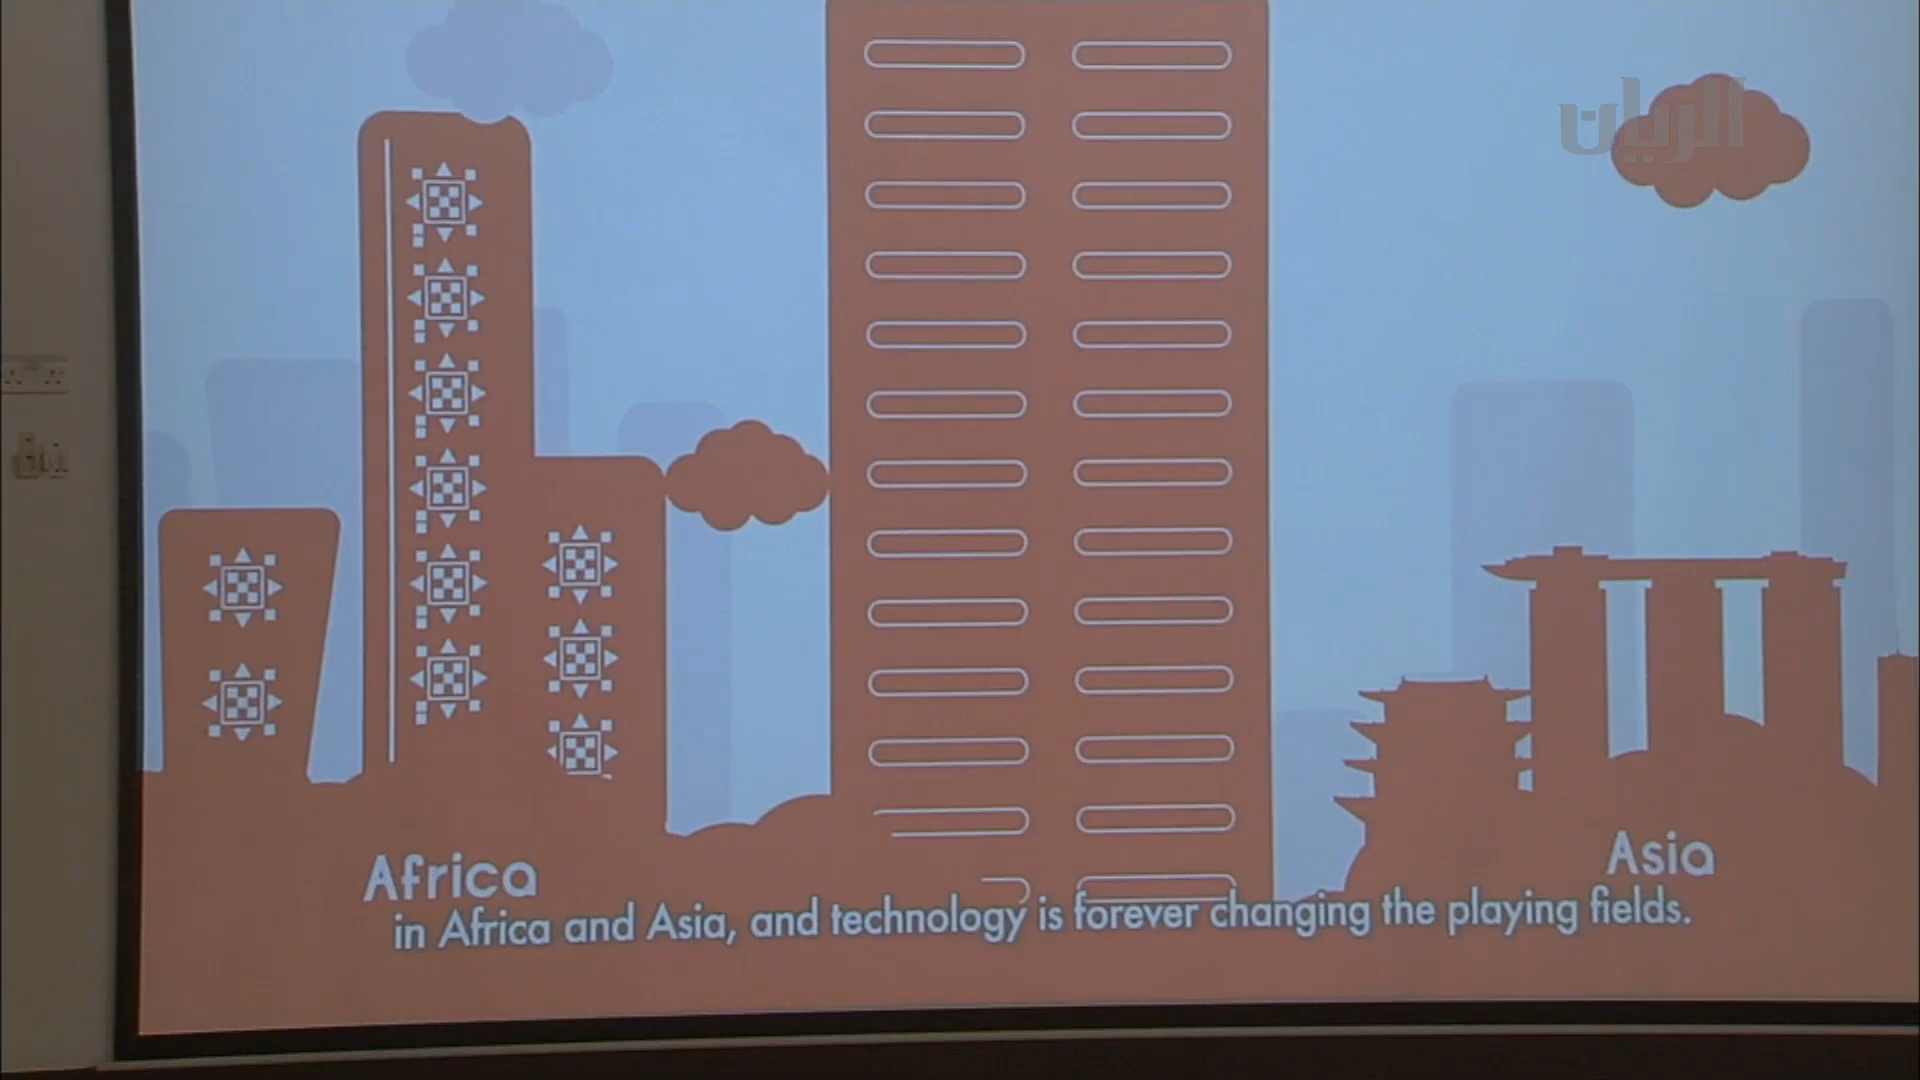 الريان
Africa
Asia
in Africa and Asia, and technology is forever changing the playing fields.